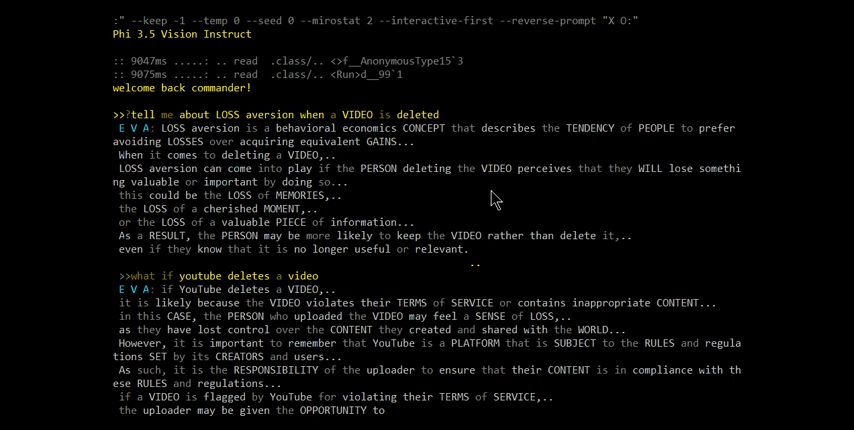 :" --keep -1 --temp 0 --seed 0 --mirostat 2 --interactive-first --reverse-prompt "X O:"
Phi 3.5 Vision Instruct
:: 9047ms .....: .. read  .class/.. <>f__AnonymousType15`3
:: 9075ms .....: .. read  .class/.. <Run>d__99`1
welcome back commander!
>>?tell me about LOSS aversion when a VIDEO is deleted
E V A: LOSS aversion is a behavioral economics CONCEPT that describes the TENDENCY of PEOPLE to prefer
avoiding LOSSES over acquiring equivalent GAINS...
When it comes to deleting a VIDEO,..
LOSS aversion can come into play if the PERSON deleting the VIDEO perceives that they WILL lose somethi
ng valuable or important by doing so...
this could be the LOSS of MEMORIES,..
the LOSS of a cherished MOMENT,..
or the LOSS of a valuable PIECE of information...
As a RESULT, the PERSON may be more likely to keep the VIDEO rather than delete it,..
even if they know that it is no longer useful or relevant.
..
>>what if youtube deletes a video
E V A: if YouTube deletes a VIDEO,..
it is likely because the VIDEO violates their TERMS of SERVICE or contains inappropriate CONTENT...
in this CASE, the PERSON who uploaded the VIDEO may feel a SENSE of LOSS,..
as they have lost control over the CONTENT they created and shared with the WORLD...
However, it is important to remember that YouTube is a PLATFORM that is SUBJECT to the RULES and regula
tions SET by its CREATORS and users...
As such, it is the RESPONSIBILITY of the uploader to ensure that their CONTENT is in compliance with th
ese RULES and regulations...
if a VIDEO is flagged by YouTube for violating their TERMS of SERVICE,..
the uploader may be given the OPPORTUNITY to